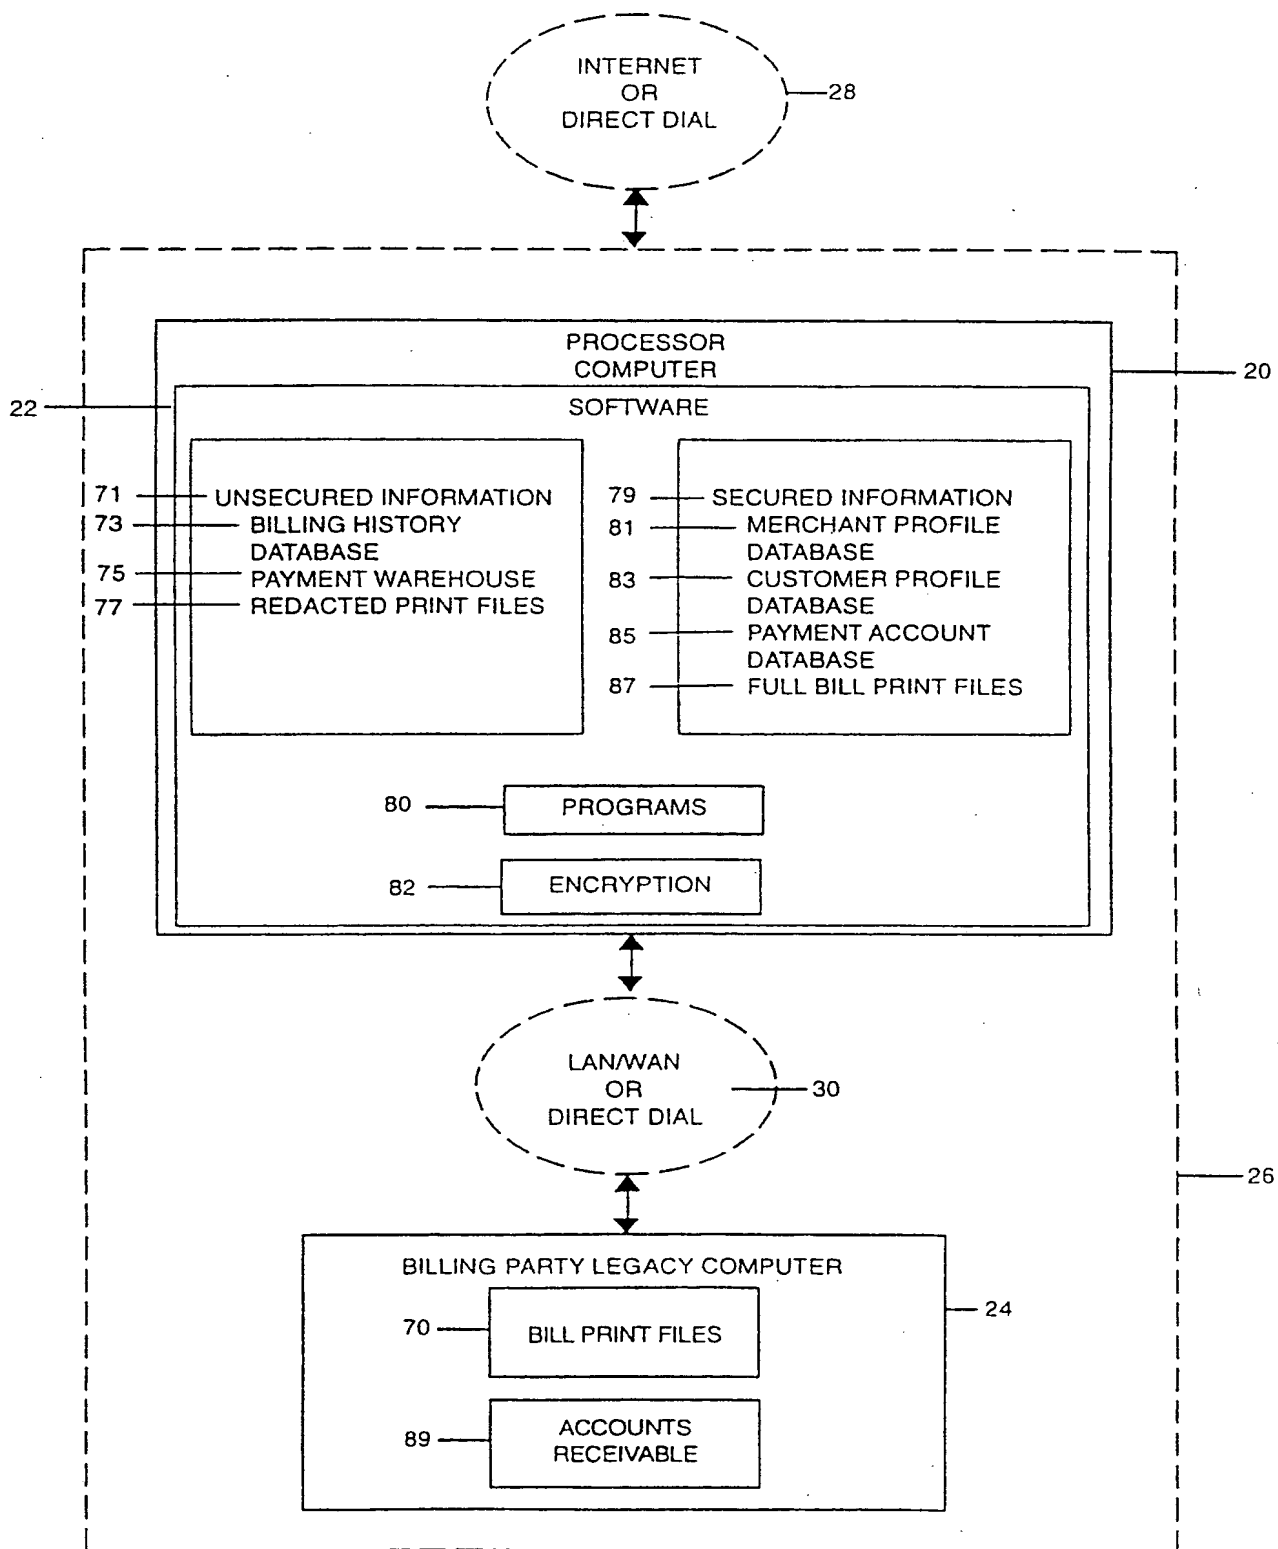 INTERNET
OR
DIRECT DIAL
28
PROCESSOR
COMPUTER
20
22
SOFTWARE
71 UNSECURED INFORMATION
73 BILLING HISTORY
DATABASE
75 PAYMENT WAREHOUSE
77 REDACTED PRINT FILES
79 SECURED INFORMATION
81 MERCHANT PROFILE
DATABASE
83 CUSTOMER PROFILE
DATABASE
85 PAYMENT ACCOUNT
DATABASE
87 FULL BILL PRINT FILES
80 PROGRAMS
82 ENCRYPTION
LAN/WAN
OR
DIRECT DIAL
30
26
BILLING PARTY LEGACY COMPUTER
24
70 BILL PRINT FILES
89 ACCOUNTS
RECEIVABLE